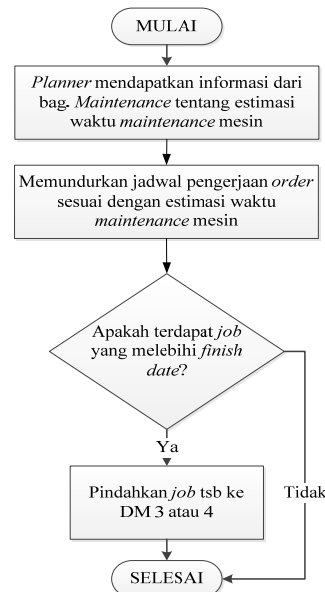 MULAI
Planner mendapatkan informasi dari
bag. Maintenance tentang estimasi
waktu maintenance mesin
Memundurkan jadwal pengerjaan order
sesuai dengan estimasi waktu
maintenance mesin
Apakah terdapat job
yang melebihi finish
date?
Ya
Pindahkan job tsb ke
DM 3 atau 4
Tidak
SELESAI